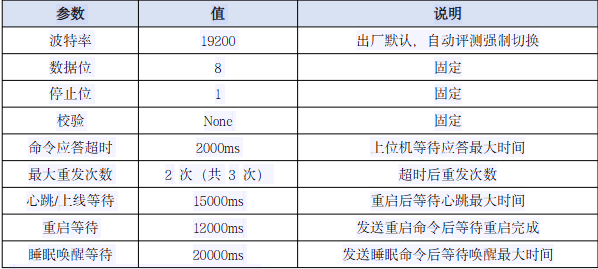 参数 值 说明
波特率 19200 出厂默认，自动评测强制切换
数据位 8 固定
停止位 1 固定
校验 None 固定
命令应答超时 2000ms 上位机等待应答最大时间
最大重发次数 2 次（共 3 次） 超时后重发次数
心跳/上线等待 15000ms 重启后等待心跳最大时间
重启等待 12000ms 发送重启命令后等待重启完成
睡眠唤醒等待 20000ms 发送睡眠命令后等待唤醒最大时间